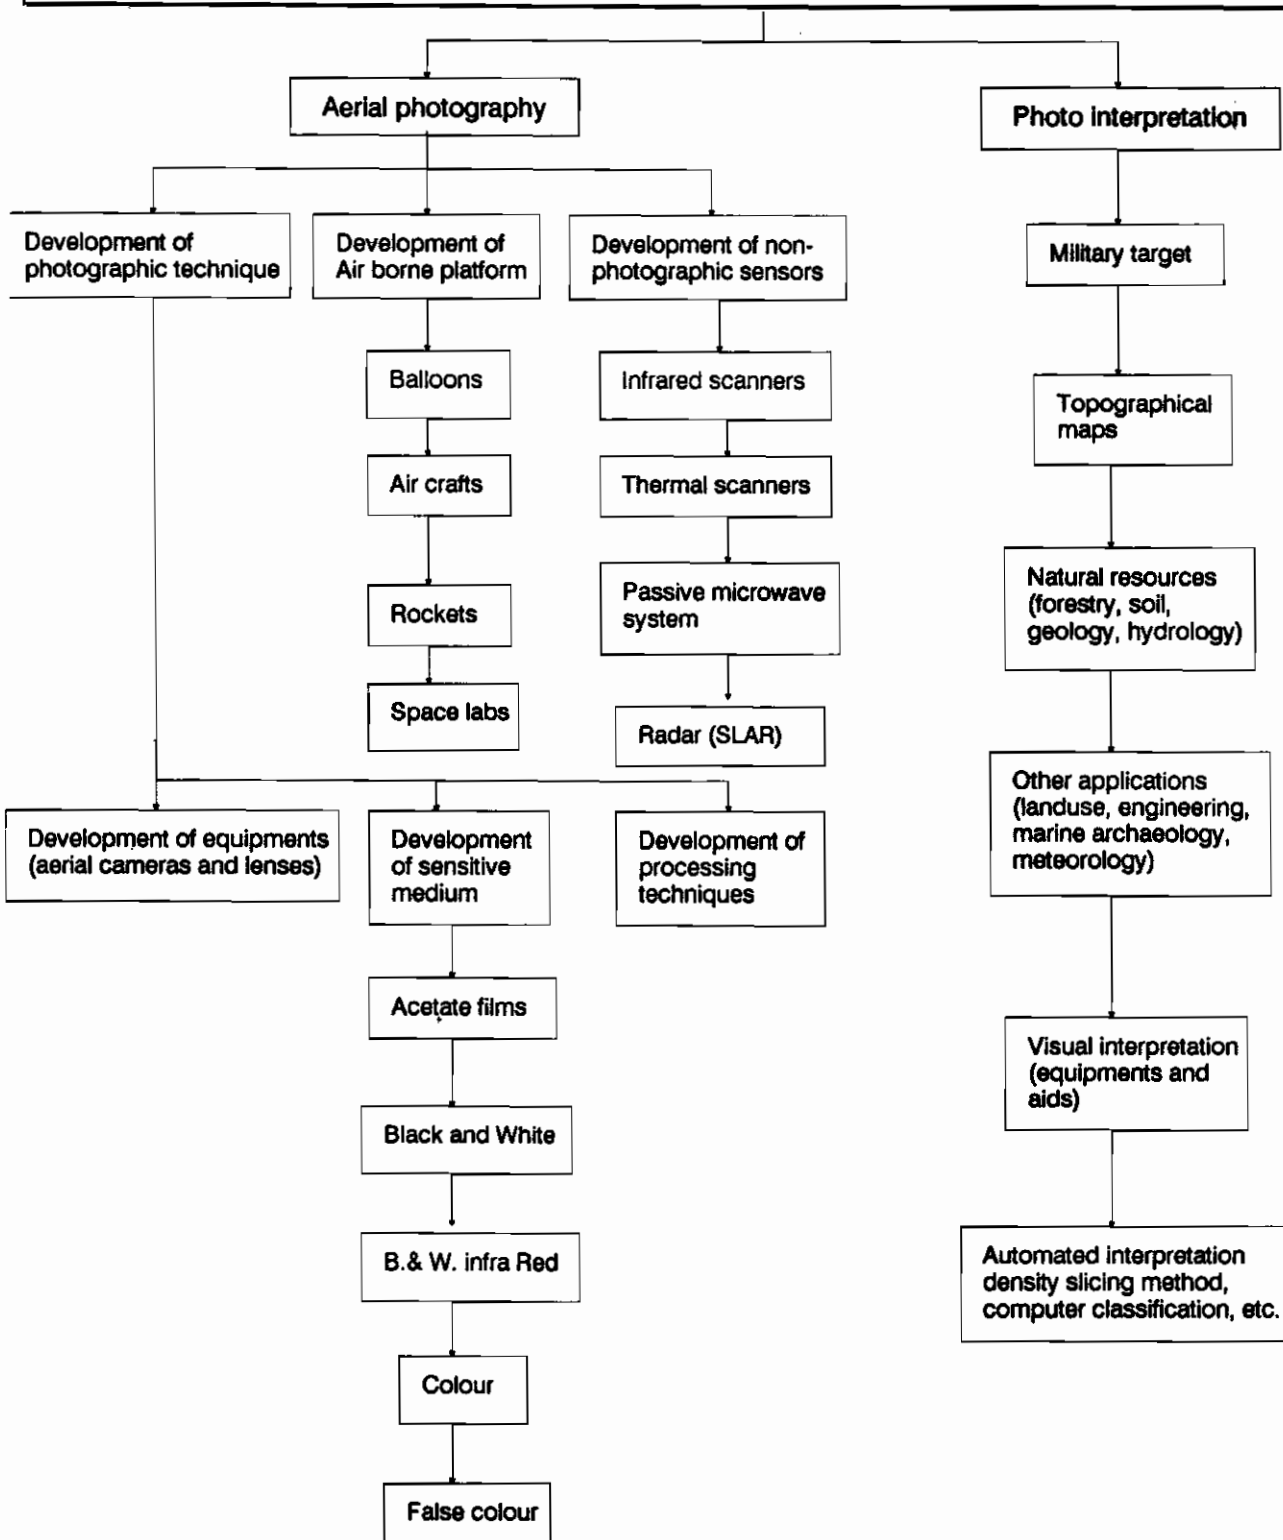 Aerial photography
Photo interpretation
Development of
photographic technique
Development of
Air borne platform
Development of non-
photographic sensors
Military target
Balloons
Infrared scanners
Topographical
maps
Air crafts
Thermal scanners
Natural resources
(forestry, soil,
geology, hydrology)
Rockets
Passive microwave
system
Space labs
Radar (SLAR)
Other applications
(landuse, engineering,
marine archaeology,
meteorology)
Development of equipments
(aerial cameras and lenses)
Development
of sensitive
medium
Development of
processing
techniques
Acetate films
Visual interpretation
(equipments and
aids)
Black and White
B.& W. infra Red
Automated interpretation
density slicing method,
computer classification, etc.
Colour
False colour